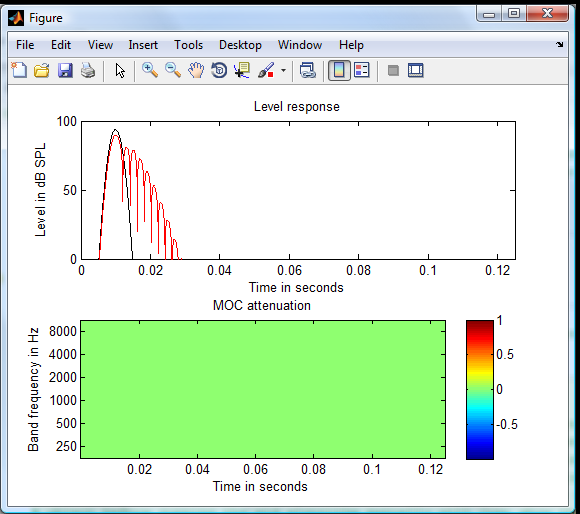 Figure
File Edit View Insert Tools Desktop Window Help
Level response
Level in dB SPL
100
50
0
0 0.02 0.04 0.06 0.08 0.1 0.12
Time in seconds
MOC attenuation
Band frequency in Hz
8000
4000
2000
1000
500
250
0.02 0.04 0.06 0.08 0.1 0.12
Time in seconds
1
0.5
0
-0.5